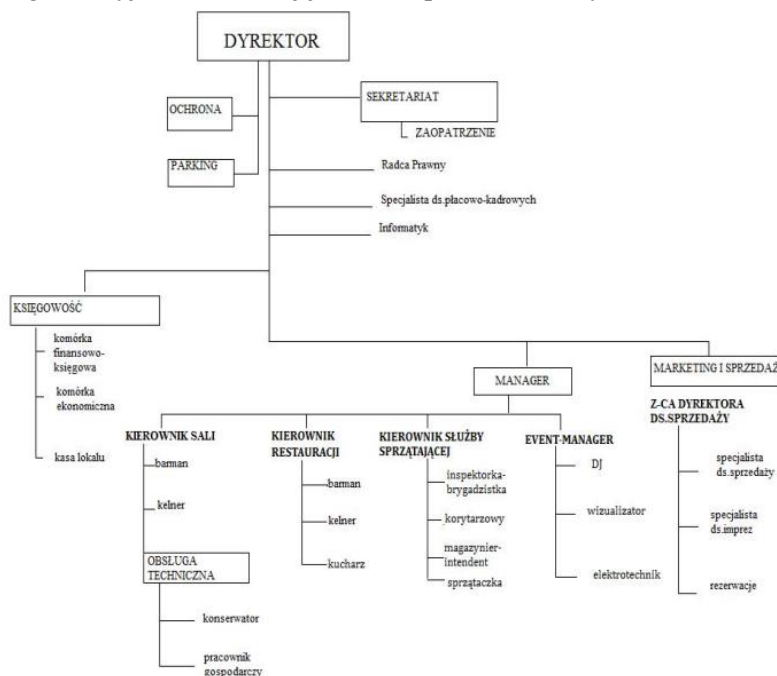 DYREKTOR
OCHRONA
SEKRETARIAT
ZAOPATRZENIE
PARKING
Radca Prawny
Specjalista ds.płacowo-kadrowych
Informatyk
KSIĘGOWOŚĆ
komórka
finansowo-
księgowa
komórka
ekonomiczna
kasa lokalu
MANAGER
MARKETING I SPRZEDAŻ
KIEROWNIK SALI
barman
kelner
OBSŁUGA
TECHNICZNA
konserwator
pracownik
gospodarczy
KIEROWNIK
RESTAURACJI
barman
kelner
kucharz
KIEROWNIK SŁUŻBY
SPRZĄTAJĄCEJ
inspektorka-
brygadzistka
korytarzowy
magazynier-
intendent
sprzątaczka
EVENT-MANAGER
DJ
wizualizator
elektrotechnik
Z-CA DYREKTORA
DS.SPRZEDAŻY
specjalista
ds.sprzedaży
specjalista
ds.imprez
rezerwacje